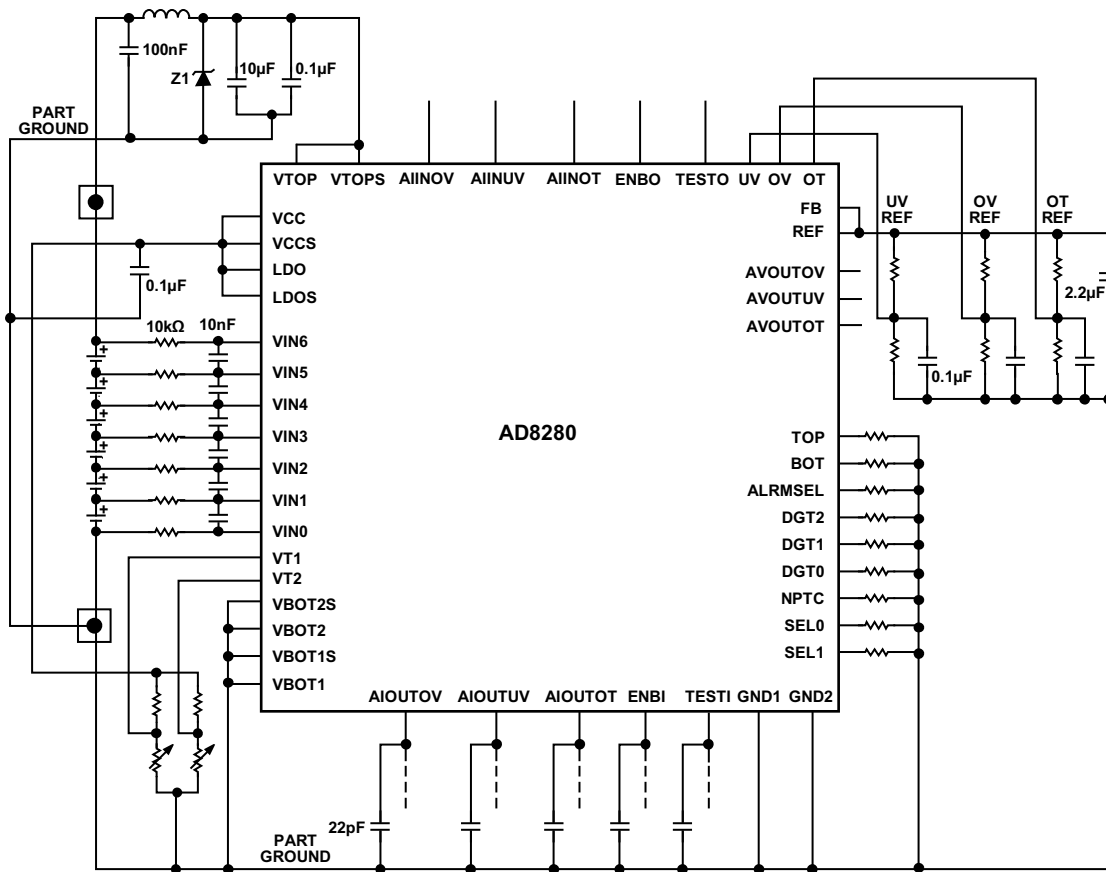 100nF
Z1
10µF
0.1µF
PART
GROUND
VTOP
VTOPS
AIINOV
AIINUV
AIINOT
ENBO
TESTO
UV
OV
OT
FB
REF
UV
REF
OV
REF
OT
REF
VCC
VCCS
LDO
LDOS
0.1µF
AVOUTOV
AVOUTUV
AVOUTOT
2.2µF
0.1µF
10kΩ
10nF
VIN6
VIN5
VIN4
VIN3
VIN2
VIN1
VIN0
VT1
VT2
VBOT2S
VBOT2
VBOT1S
VBOT1
+
+
+
+
+
+
AD8280
TOP
BOT
ALRMSEL
DGT2
DGT1
DGT0
NPTC
SEL0
SEL1
AIOUTOV
AIOUTUV
AIOUTOT
ENBI
TESTI
GND1
GND2
22pF
PART
GROUND